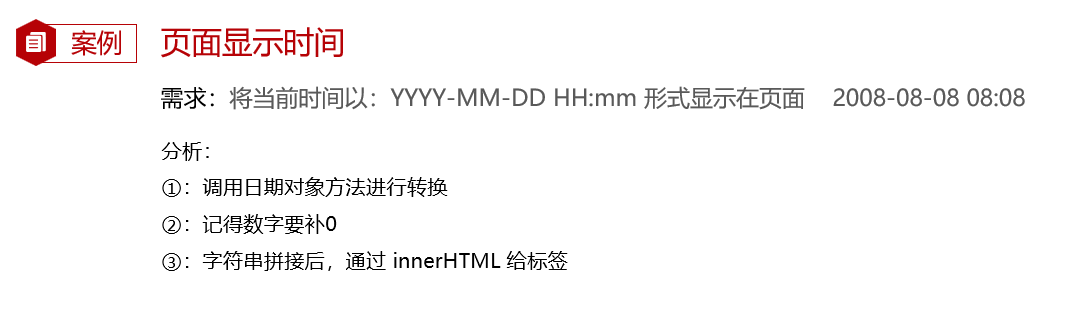 案例
页面显示时间
需求：将当前时间以：YYYY-MM-DD HH:mm 形式显示在页面 2008-08-08 08:08
分析：
①：调用日期对象方法进行转换
②：记得数字要补0
③：字符串拼接后，通过 innerHTML 给标签